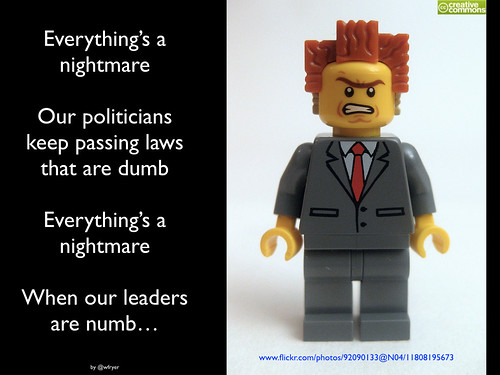 Everything's a
nightmare
Our politicians
keep passing laws
that are dumb
Everything's a
nightmare
When our leaders
are numb...
by @wfryer
cc creative
commons
www.flickr.com/photos/92090133@N04/11808195673